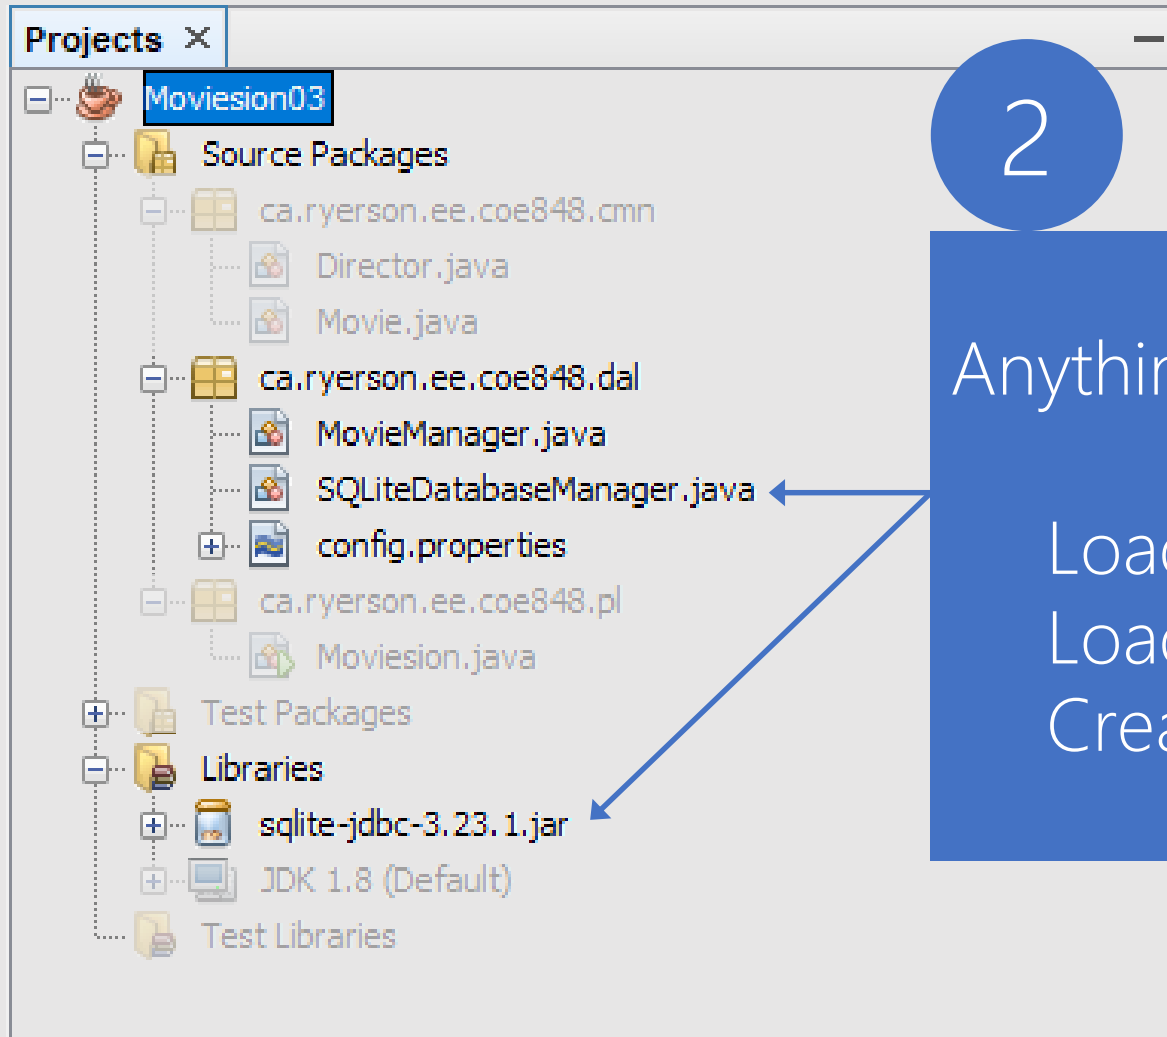 Projects
Moviesion03
Source Packages
ca.ryerson.ee.coe848.cmn
Director.java
Movie.java
ca.ryerson.ee.coe848.dal
MovieManager.java
SQLiteDatabaseManager.java
config.properties
ca.ryerson.ee.coe848.pl
Moviesion.java
Test Packages
Libraries
sqlite-jdbc-3.23.1.jar
JDK 1.8 (Default)
Test Libraries
2